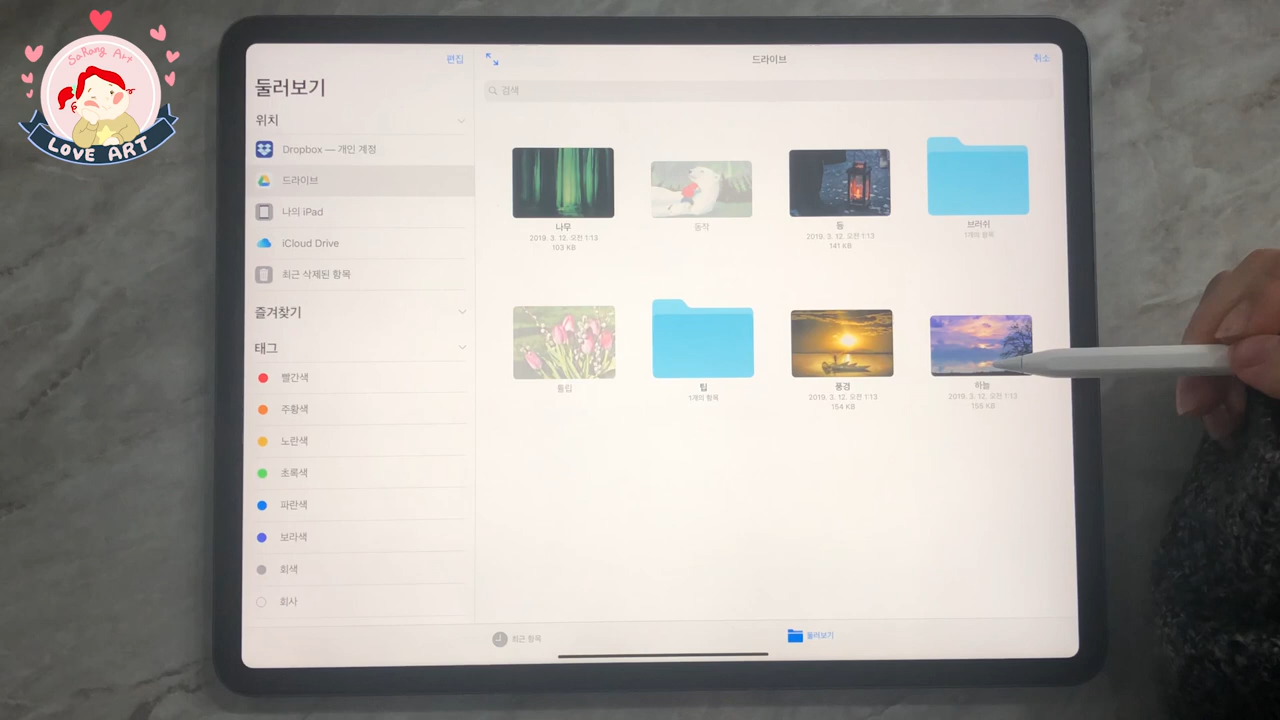 SaRang Art
LOVE ART
편집
드라이브
취소
둘러보기
검색
위치
Dropbox — 개인 계정
드라이브
나의 iPad
iCloud Drive
최근 삭제된 항목
즐겨찾기
태그
빨간색
주황색
노란색
초록색
파란색
보라색
회색
회사
나무
2019. 3. 12. 오전 1:13
103 KB
동작
등
2019. 3. 12. 오전 1:13
141 KB
브러쉬
1개의 항목
튤립
팁
1개의 항목
풍경
2019. 3. 12. 오전 1:13
154 KB
하늘
2019. 3. 12. 오전 1:13
156 KB
최근 항목
둘러보기